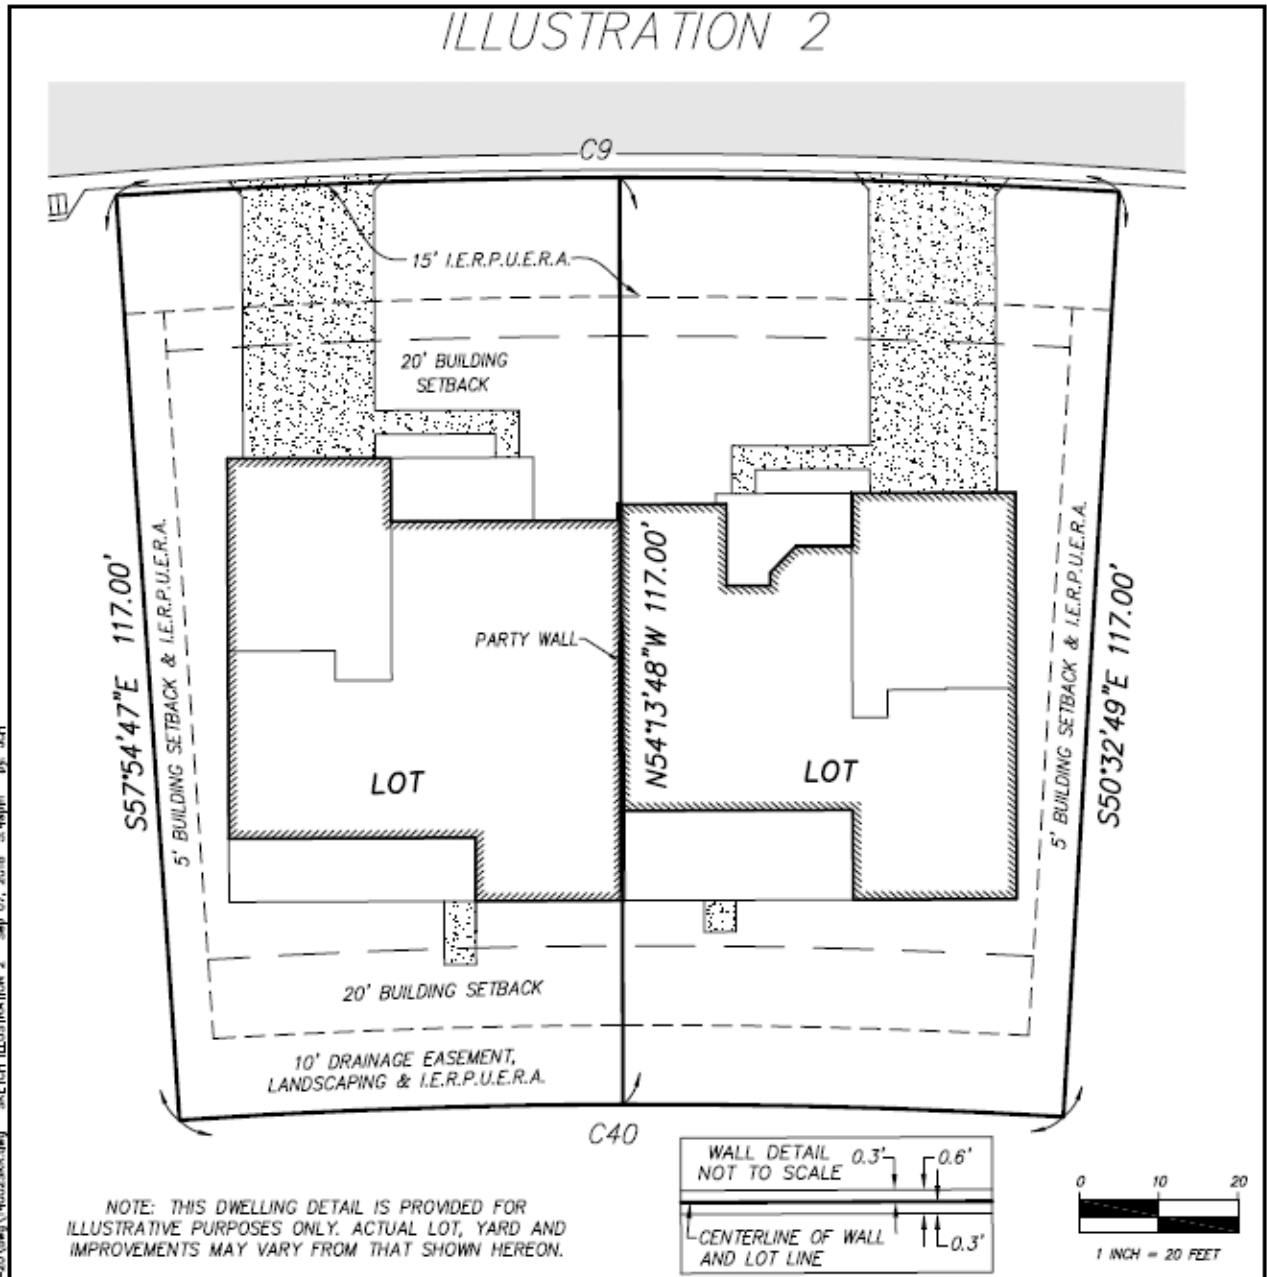 ILLUSTRATION 2
C9
15' I.E.R.P.U.E.R.A.
20' BUILDING
SETBACK
S57°54'47"E 117.00'
5' BUILDING SETBACK & I.E.R.P.U.E.R.A.
PARTY WALL
N54°13'48"W 117.00'
5' BUILDING SETBACK & I.E.R.P.U.E.R.A.
S50°32'49"E 117.00'
LOT
LOT
20' BUILDING SETBACK
10' DRAINAGE EASEMENT,
LANDSCAPING & I.E.R.P.U.E.R.A.
C40
NOTE: THIS DWELLING DETAIL IS PROVIDED FOR
ILLUSTRATIVE PURPOSES ONLY. ACTUAL LOT, YARD AND
IMPROVEMENTS MAY VARY FROM THAT SHOWN HEREON.
WALL DETAIL 0.3' 0.6'
NOT TO SCALE
CENTERLINE OF WALL 0.3'
AND LOT LINE
0 10 20
1 INCH = 20 FEET